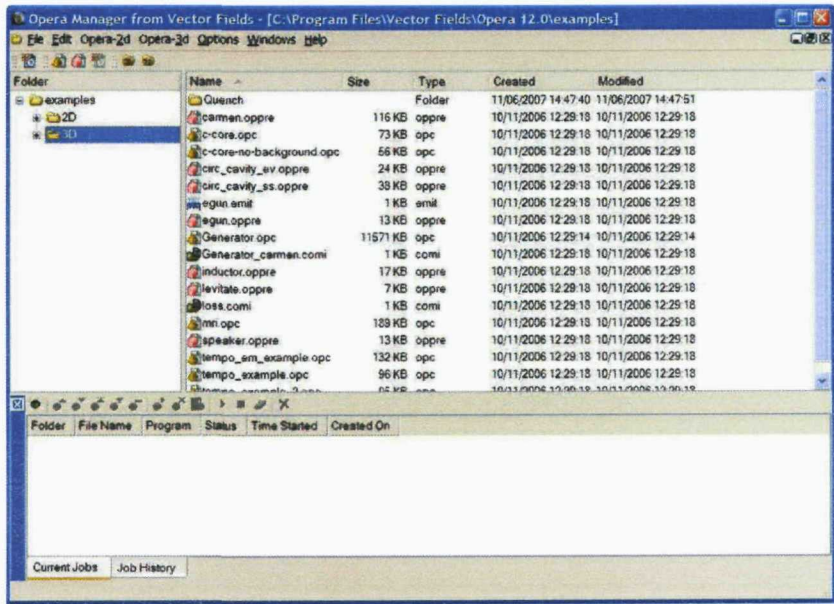 Opera Manager from Vector Fields - [C:\Program Files\Vector Fields\Opera 12.0\examples]
File Edit Opera-2d Opera-3d Options Windows Help
Folder
examples
2D
3D
Name Size Type Created Modified
Quench Folder 11/06/2007 14:47:40 11/06/2007 14:47:51
carmen.oppre 116 KB oppre 10/11/2006 12:29:18 10/11/2006 12:29:18
c-core.opc 73 KB opc 10/11/2006 12:29:18 10/11/2006 12:29:18
c-core-no-background.opc 56 KB opc 10/11/2006 12:29:18 10/11/2006 12:29:18
circ_cavity_ev.oppre 24 KB oppre 10/11/2006 12:29:18 10/11/2006 12:29:18
circ_cavity_ss.oppre 38 KB oppre 10/11/2006 12:29:18 10/11/2006 12:29:18
egun.emit 1 KB emit 10/11/2006 12:29:18 10/11/2006 12:29:18
egun.oppre 13 KB oppre 10/11/2006 12:29:18 10/11/2006 12:29:18
Generator.opc 11571 KB opc 10/11/2006 12:29:14 10/11/2006 12:29:14
Generator_carmen.comi 1 KB comi 10/11/2006 12:29:18 10/11/2006 12:29:18
inductor.oppre 17 KB oppre 10/11/2006 12:29:18 10/11/2006 12:29:18
levitate.oppre 7 KB oppre 10/11/2006 12:29:18 10/11/2006 12:29:18
loss.comi 1 KB comi 10/11/2006 12:29:18 10/11/2006 12:29:18
mri.opc 189 KB opc 10/11/2006 12:29:18 10/11/2006 12:29:18
speaker.oppre 13 KB oppre 10/11/2006 12:29:18 10/11/2006 12:29:18
tempo_em_example.opc 132 KB opc 10/11/2006 12:29:18 10/11/2006 12:29:18
tempo_example.opc 96 KB opc 10/11/2006 12:29:18 10/11/2006 12:29:18
Folder File Name Program Status Time Started Created On
Current Jobs Job History